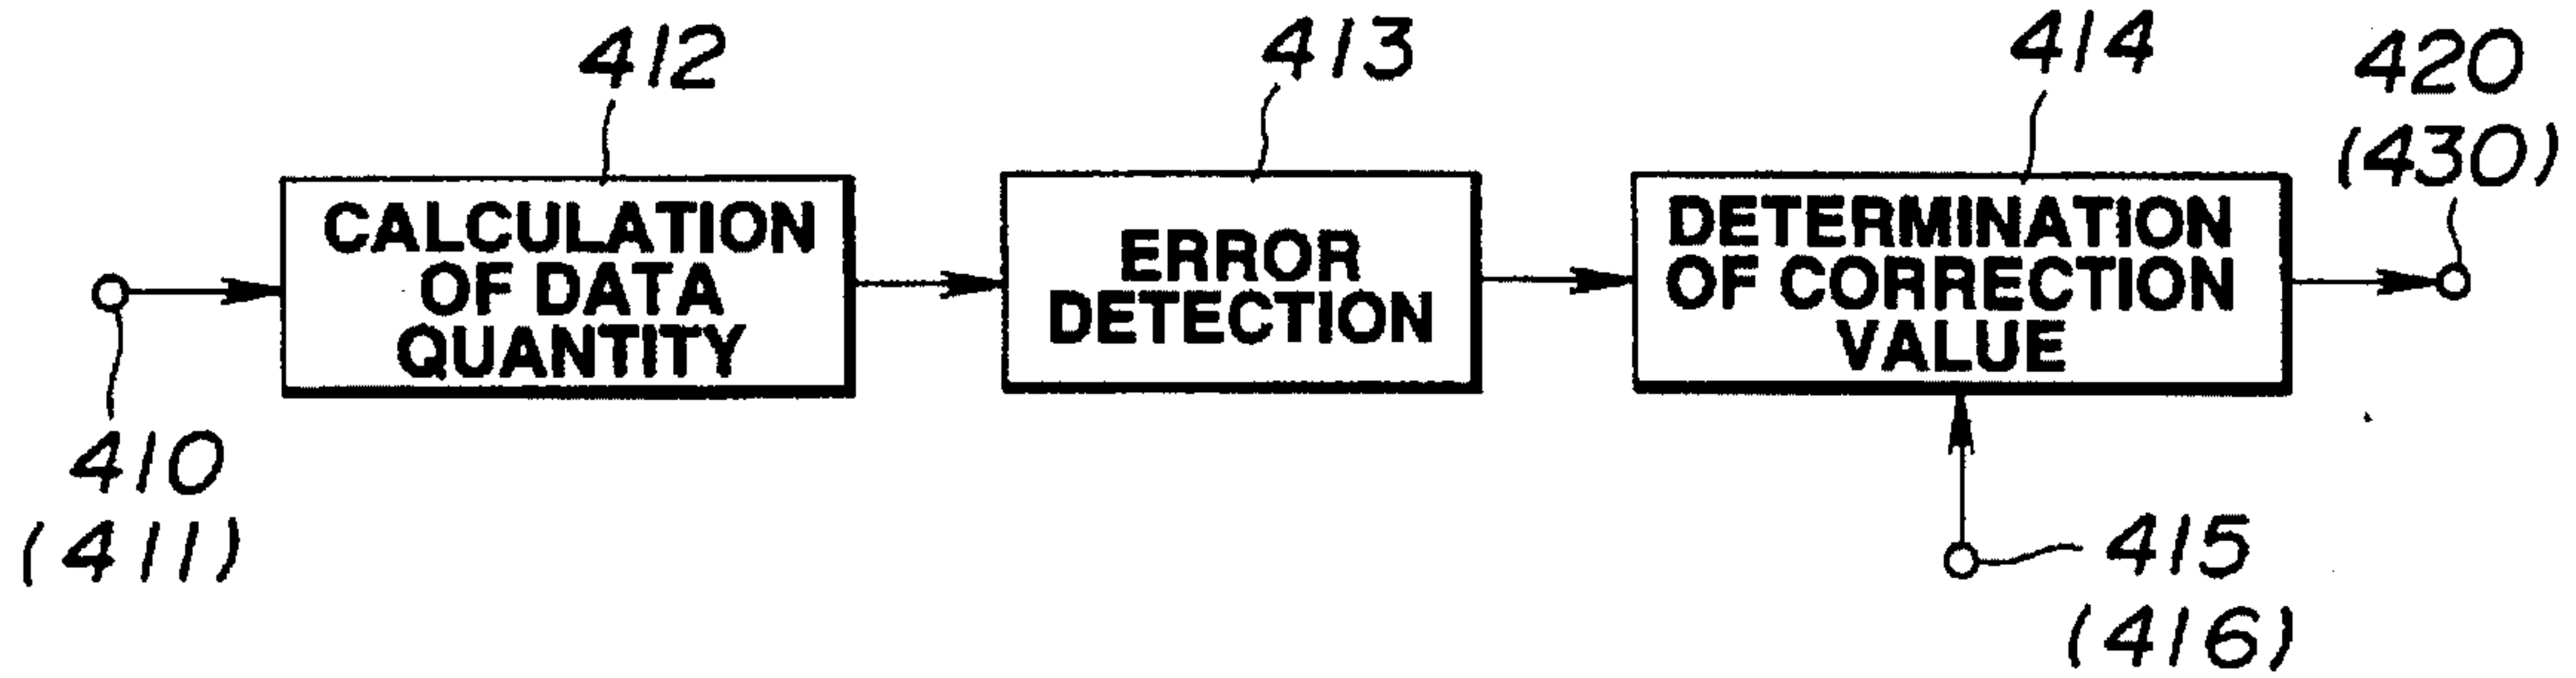 412
413
414
420
(430)
CALCULATION
OF DATA
QUANTITY
ERROR
DETECTION
DETERMINATION
OF CORRECTION
VALUE
410
(411)
415
(416)